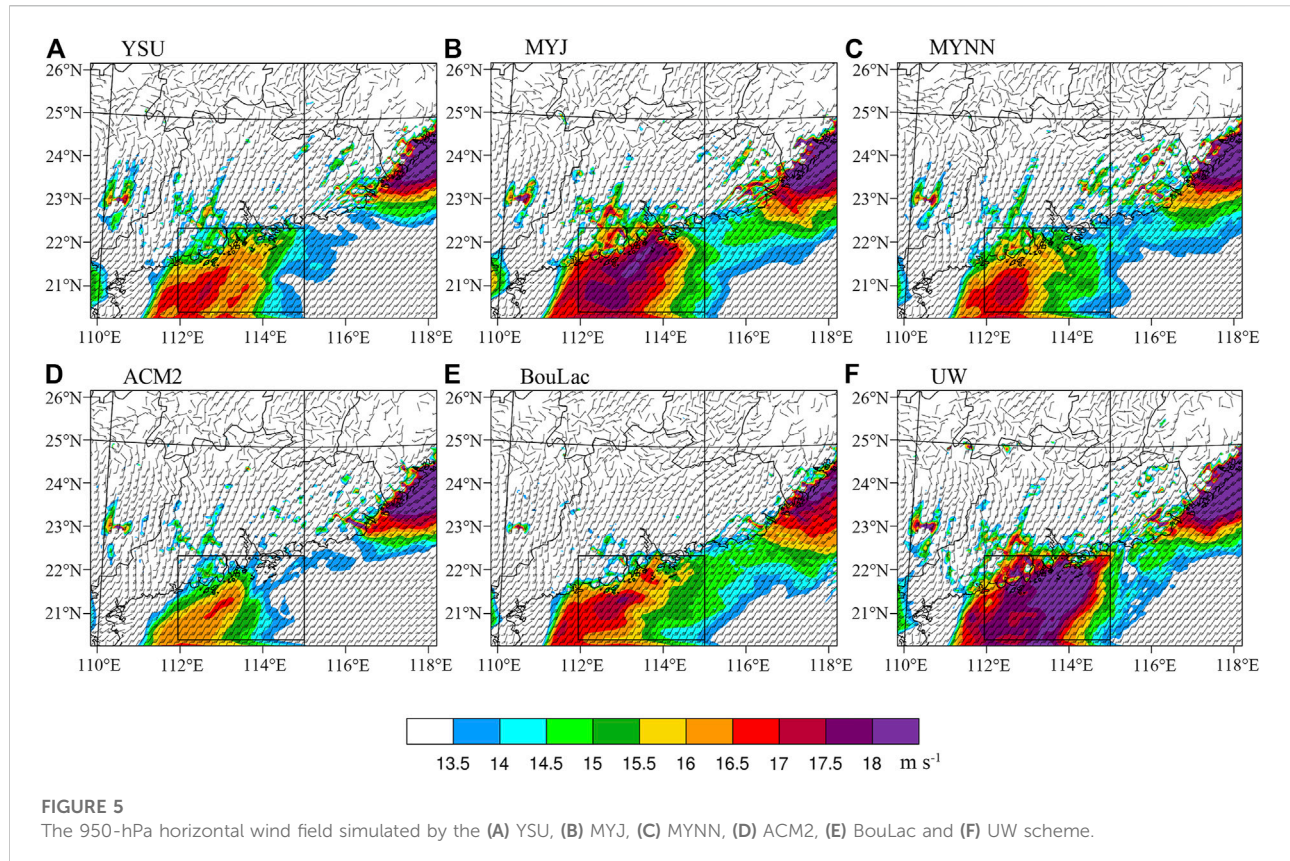 A YSU
B MYJ
C MYNN
26°N
25°N
24°N
23°N
22°N
21°N
110°E 112°E 114°E 116°E 118°E
26°N
25°N
24°N
23°N
22°N
21°N
110°E 112°E 114°E 116°E 118°E
26°N
25°N
24°N
23°N
22°N
21°N
110°E 112°E 114°E 116°E 118°E
D ACM2
E BouLac
F UW
26°N
25°N
24°N
23°N
22°N
21°N
110°E 112°E 114°E 116°E 118°E
26°N
25°N
24°N
23°N
22°N
21°N
110°E 112°E 114°E 116°E 118°E
26°N
25°N
24°N
23°N
22°N
21°N
110°E 112°E 114°E 116°E 118°E
13.5 14 14.5 15 15.5 16 16.5 17 17.5 18 m s⁻¹
FIGURE 5
The 950-hPa horizontal wind field simulated by the (A) YSU, (B) MYJ, (C) MYNN, (D) ACM2, (E) BouLac and (F) UW scheme.